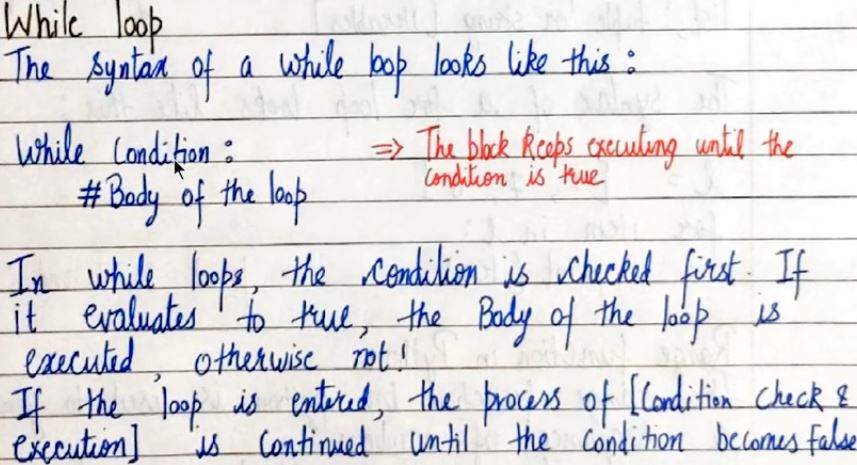 While loop
The syntax of a while loop looks like this :
While Condition :
⇒ The block keeps executing until the
condition is true
# Body of the loop
In while loops, the condition is checked first. If
it evaluates to true, the Body of the loop is
executed, otherwise not!
If the loop is entered, the process of [Condition check &
execution] is continued until the condition becomes false